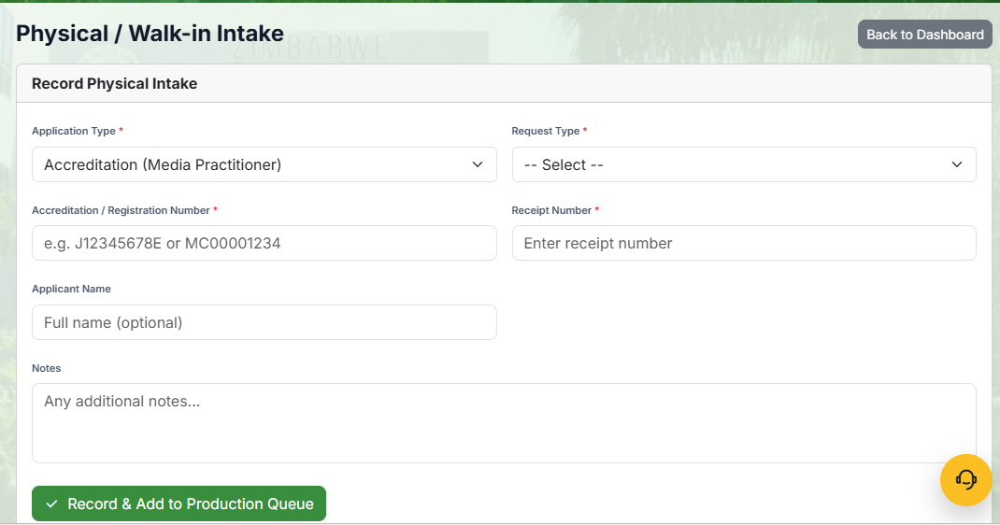 ZIMBABWE
Physical / Walk-in Intake
Back to Dashboard
Record Physical Intake
Application Type *
Request Type *
Accreditation (Media Practitioner)
-- Select --
Accreditation / Registration Number *
Receipt Number *
e.g. J12345678E or MC00001234
Enter receipt number
Applicant Name
Full name (optional)
Notes
Any additional notes...
Record & Add to Production Queue